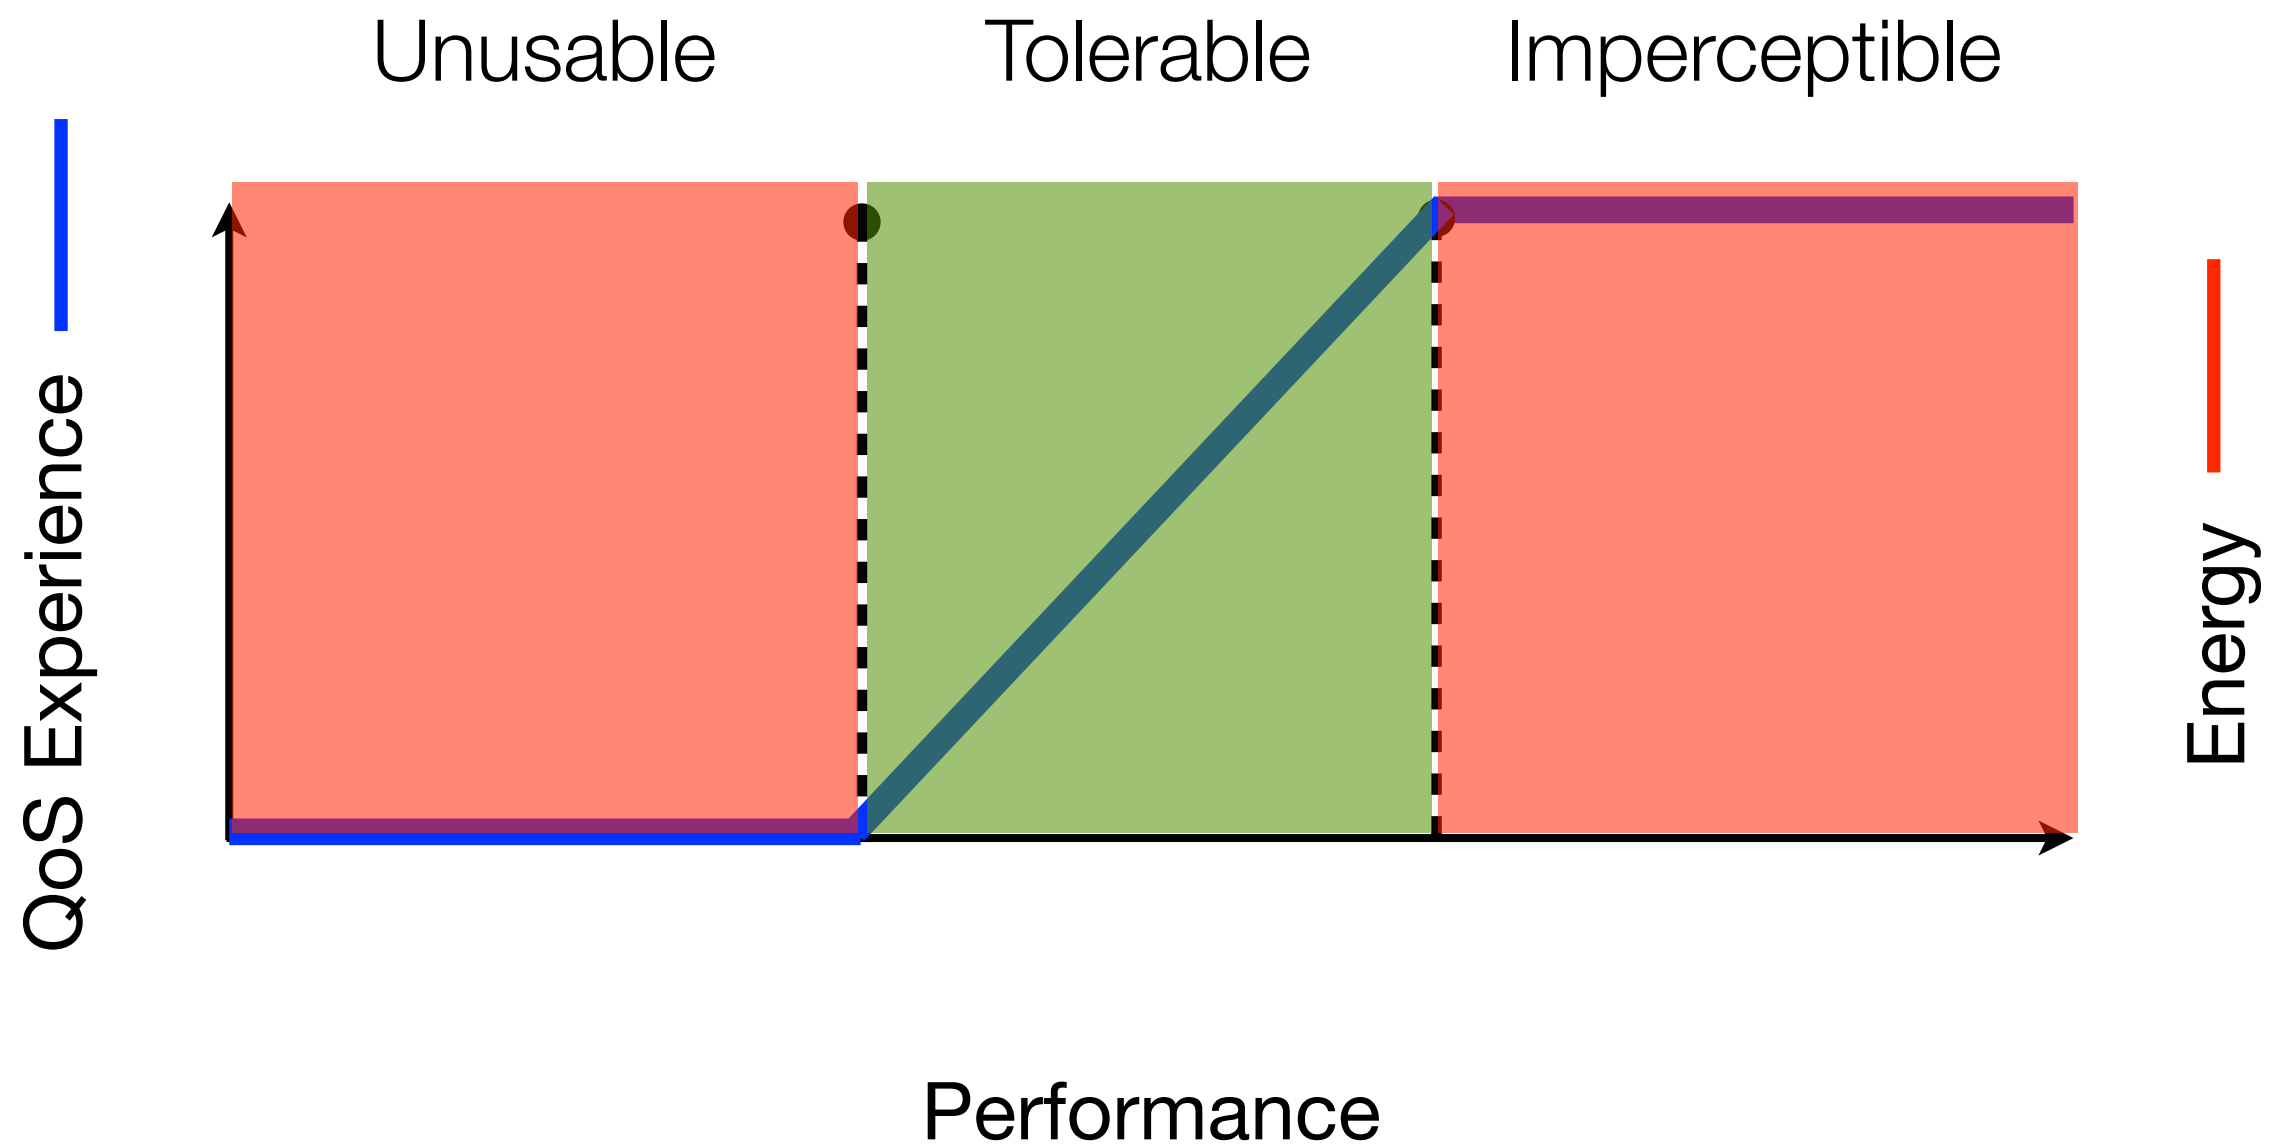 Unusable
Tolerable
Imperceptible
QoS Experience
Energy
Performance